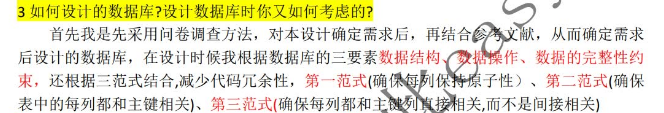 3 如何设计的数据库?设计数据库时你又如何考虑的?
首先我是先采用问卷调查方法，对本设计确定需求后，再结合参考文献，从而确定需求
后设计的数据库，在设计时候我根据数据库的三要素数据结构、数据操作、数据的完整性约
束，还根据三范式结合,减少代码冗余性，第一范式(确保每列保持原子性）、第二范式(确保
表中的每列都和主键相关)、第三范式(确保每列都和主键列直接相关,而不是间接相关)
easy